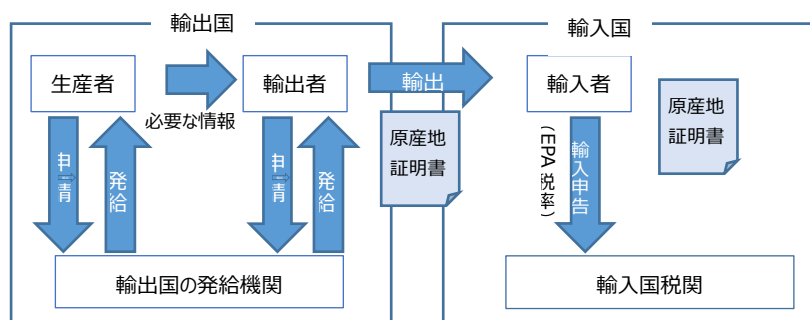 輸出国
輸入国
生産者
輸出者
輸出
輸入者
必要な情報
原産地
証明書
原産地
証明書
申請
発給
申請
発給
(EPA税率)
輸入申告
輸出国の発給機関
輸入国税関